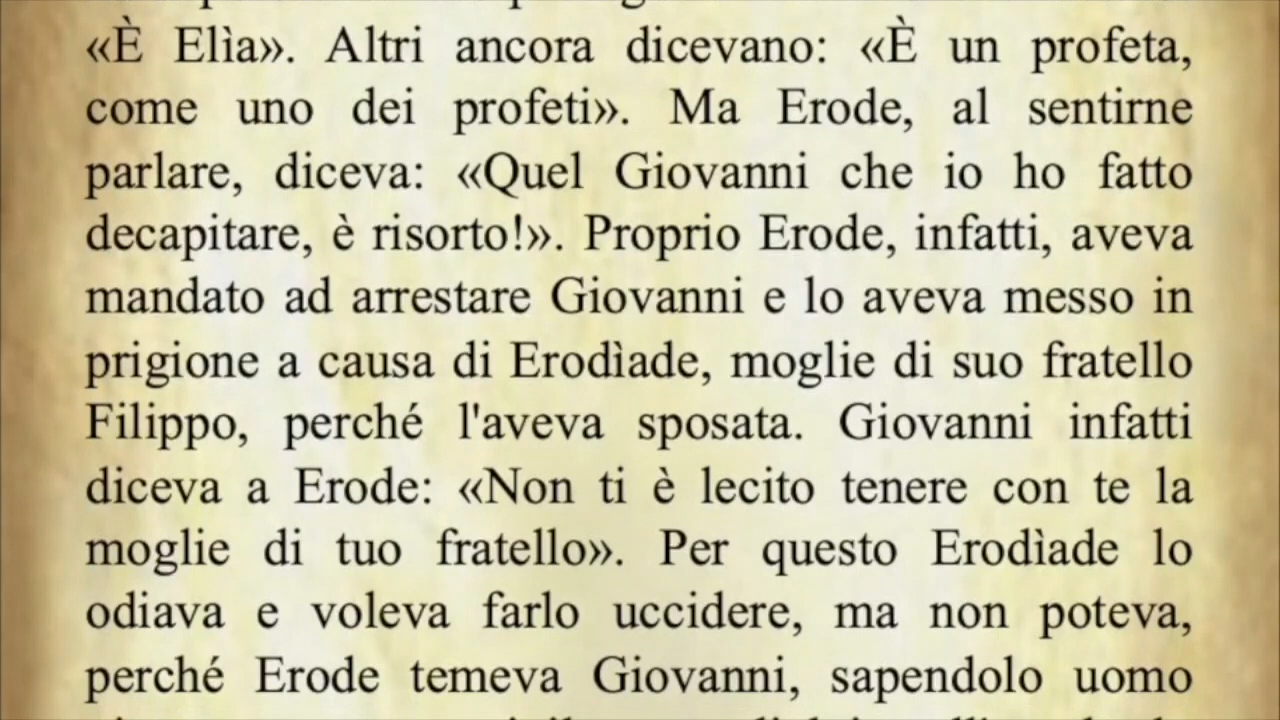 «È Elìa». Altri ancora dicevano: «È un profeta,
come uno dei profeti». Ma Erode, al sentirne
parlare, diceva: «Quel Giovanni che io ho fatto
decapitare, è risorto!». Proprio Erode, infatti, aveva
mandato ad arrestare Giovanni e lo aveva messo in
prigione a causa di Erodìade, moglie di suo fratello
Filippo, perché l'aveva sposata. Giovanni infatti
diceva a Erode: «Non ti è lecito tenere con te la
moglie di tuo fratello». Per questo Erodìade lo
odiava e voleva farlo uccidere, ma non poteva,
perché Erode temeva Giovanni, sapendolo uomo